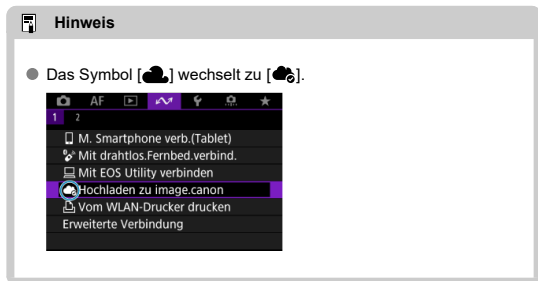 Hinweis
Das Symbol [ ] wechselt zu [ ].
AF
1 2
M. Smartphone verb.(Tablet)
Mit drahtlos.Fernbed.verbind.
Mit EOS Utility verbinden
Hochladen zu image.canon
Vom WLAN-Drucker drucken
Erweiterte Verbindung